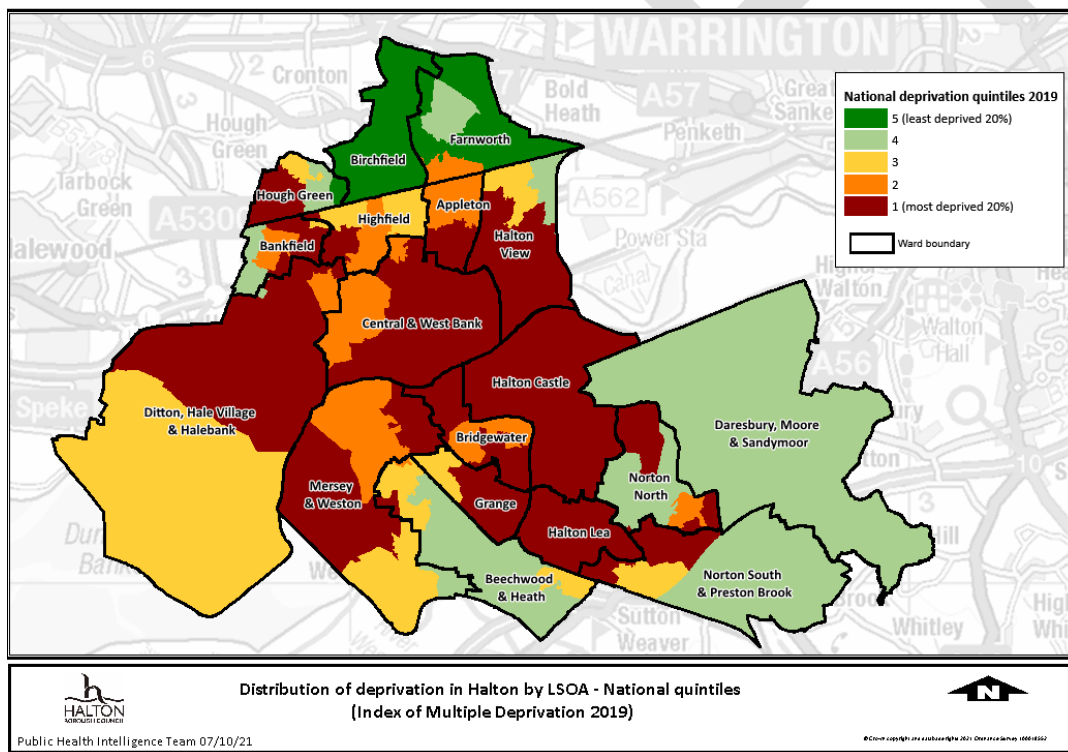 WARRINGTON
Cronton
Bold
Heath
A57
Great
Sanke
Penketh
Hough
Green
Tarbock
Green
A562
Power Sta
Canal
alewood
Walton
Hall
A56
Speke
Sutton
Weaver
Whitley
National deprivation quintiles 2019
5 (least deprived 20%)
4
3
2
1 (most deprived 20%)
Ward boundary
Farnworth
Birchfield
Hough Green
Appleton
Highfield
Bankfield
Halton
View
Central & West Bank
Halton Castle
Ditton, Hale Village
& Halebank
Daresbury, Moore
& Sandymoor
Bridgewater
Norton
North
Mersey
& Weston
Grange
Halton Lea
Beechwood
& Heath
Norton South
& Preston Brook
HALTON
BOROUGH COUNCIL
Distribution of deprivation in Halton by LSOA - National quintiles
(Index of Multiple Deprivation 2019)
N
Public Health Intelligence Team 07/10/21